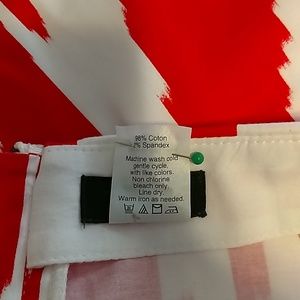 98% Coton
2% Spandex
Machine wash cold
gentle cycle,
with like colors.
Non chlorine
bleach only.
Line dry.
Warm iron as needed.